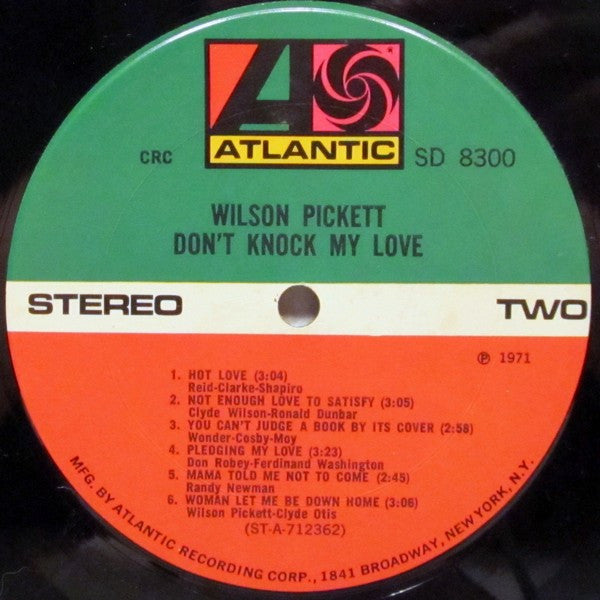 ATLANTIC
CRC
SD 8300
WILSON PICKETT
DON'T KNOCK MY LOVE
STEREO
TWO
℗ 1971
1. HOT LOVE (3:04)
Reid-Clarke-Shapiro
2. NOT ENOUGH LOVE TO SATISFY (3:05)
Clyde Wilson-Ronald Dunbar
3. YOU CAN'T JUDGE A BOOK BY ITS COVER (2:58)
Wonder-Cosby-Moy
4. PLEDGING MY LOVE (3:23)
Don Robey-Ferdinand Washington
5. MAMA TOLD ME NOT TO COME (2:45)
Randy Newman
6. WOMAN LET ME BE DOWN HOME (3:06)
Wilson Pickett-Clyde Otis
(ST-A-712362)
MFG. BY ATLANTIC RECORDING CORP., 1841 BROADWAY, NEW YORK, N.Y.